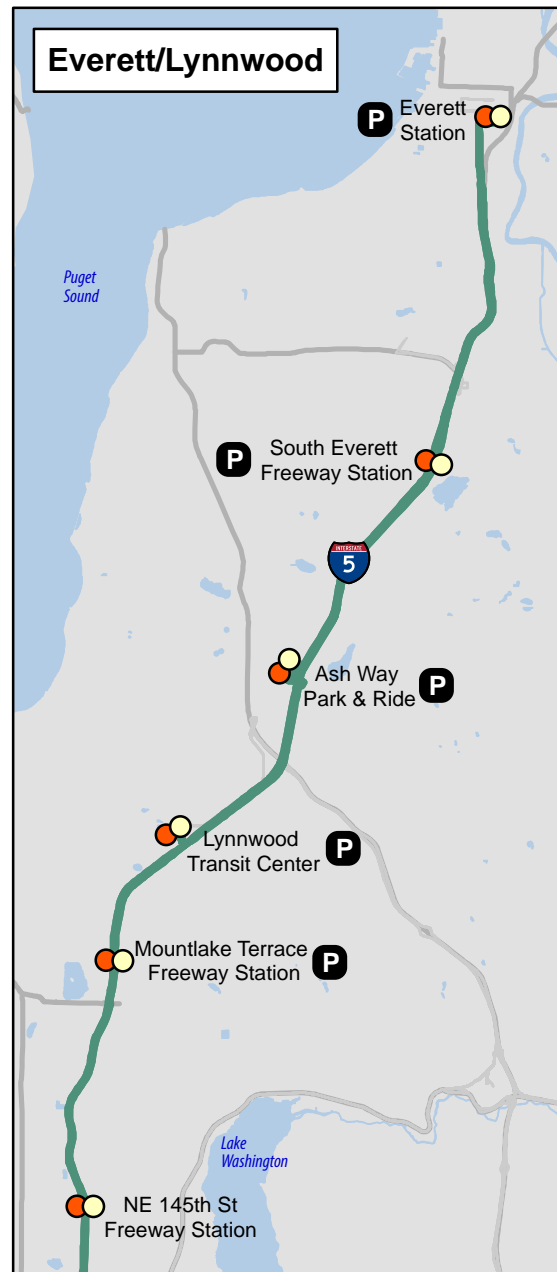 Everett/Lynnwood
P
Everett
Station
Puget
Sound
P
South Everett
Freeway Station
INTERSTATE
5
Ash Way
Park & Ride
P
Lynnwood
Transit Center
P
Mountlake Terrace
Freeway Station
P
Lake
Washington
NE 145th St
Freeway Station